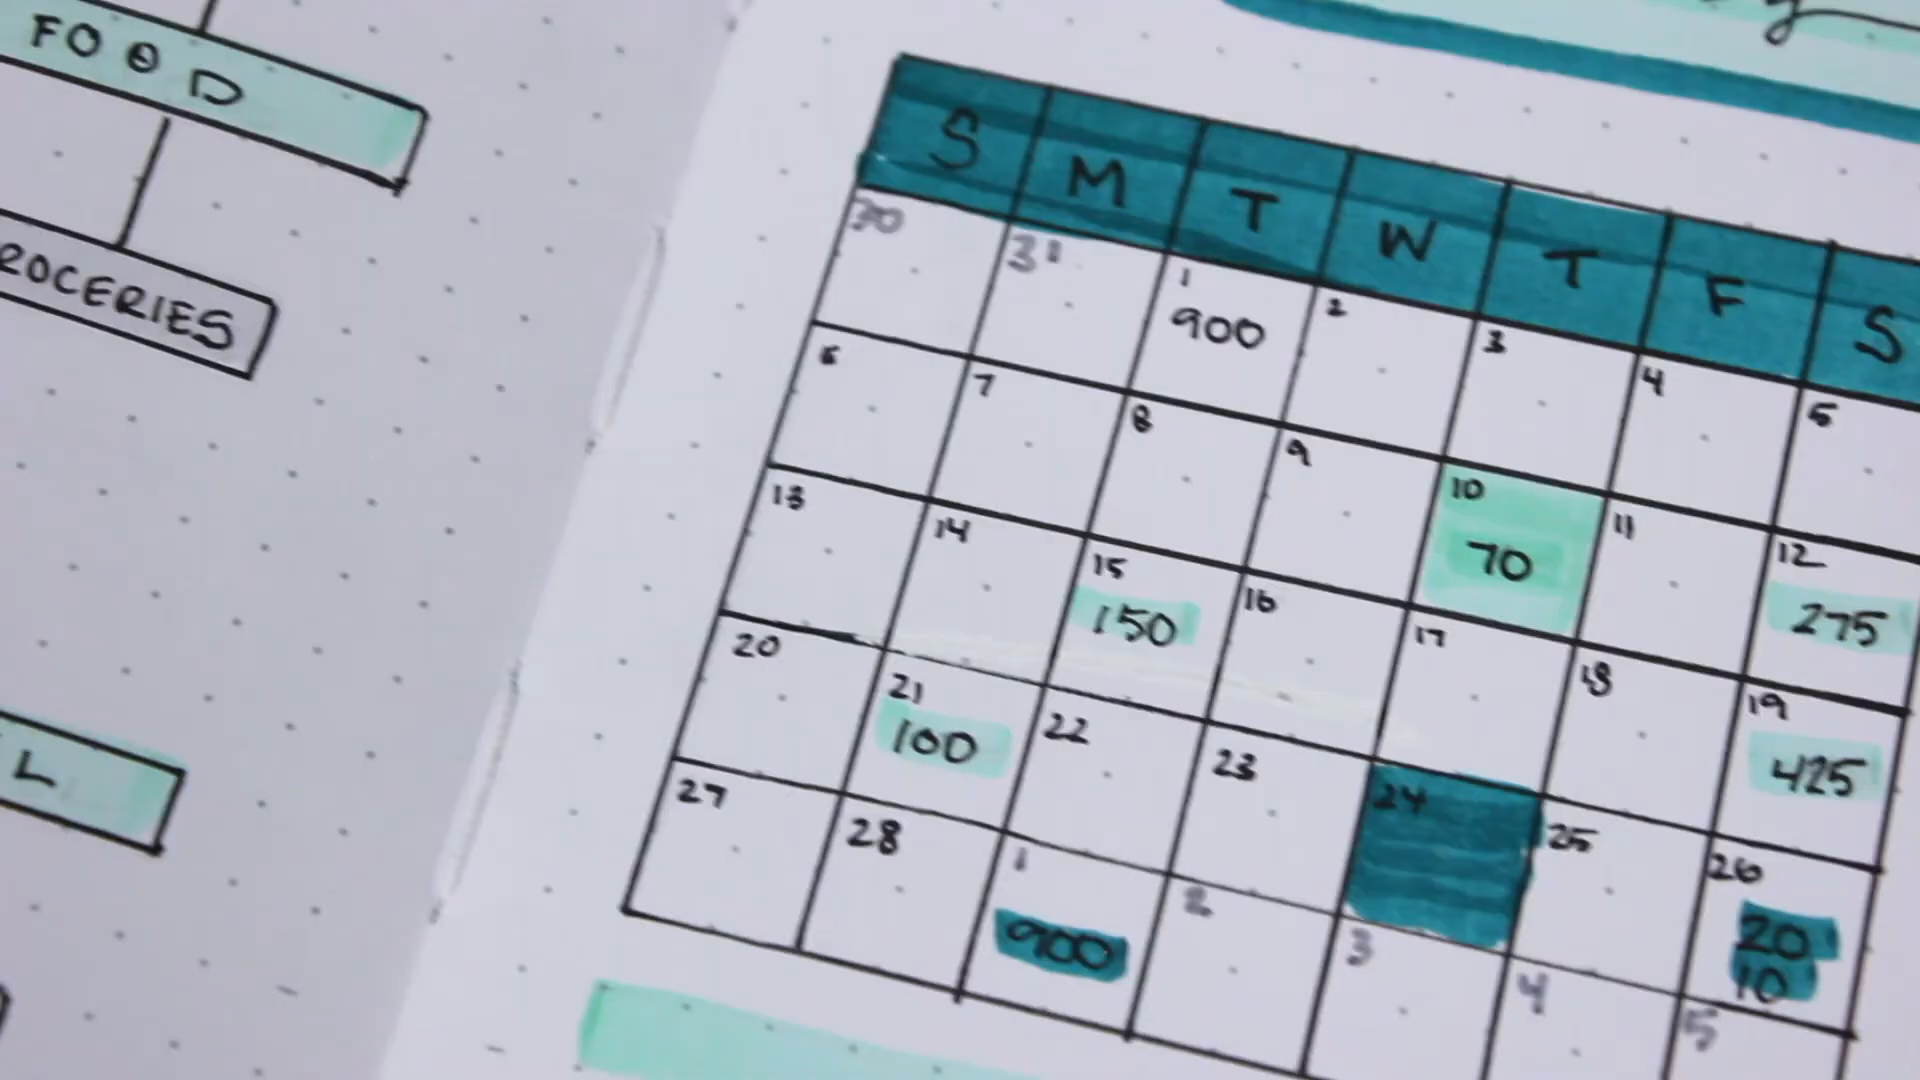 FOOD
ROCERIES
L
S M T W T F S
30 31 1 2 3 4 5
900
6 7 8 9 10 11 12
70 275
13 14 15 16 17 18 19
150 425
20 21 22 23 24 25 26
100 20
10
27 28 1 2 3 4 5
900